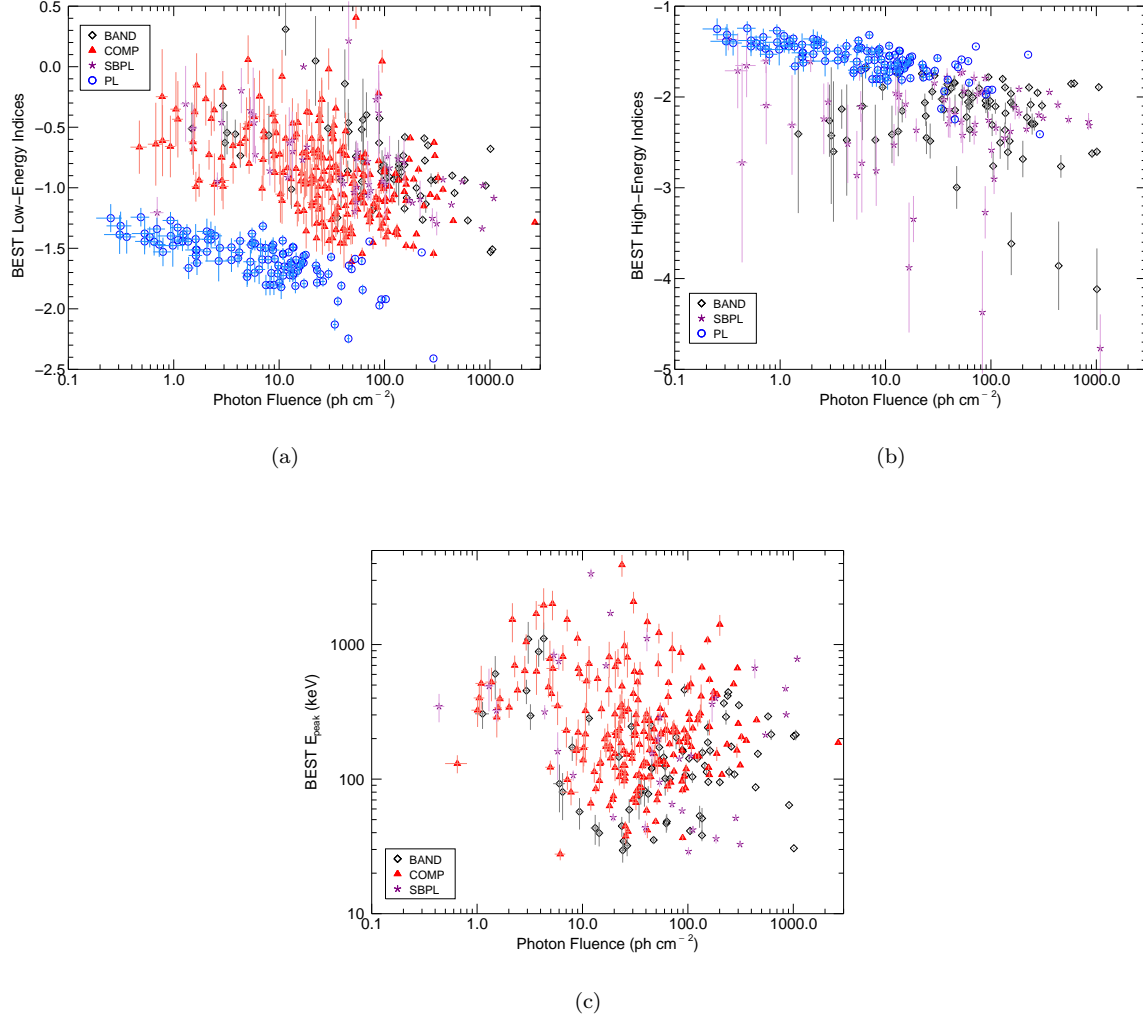 BAND
COMP
SBPL
PL
0.5
0.0
−0.5
−1.0
−1.5
−2.0
−2.5
BEST Low−Energy Indices
0.1 1.0 10.0 100.0 1000.0
Photon Fluence (ph cm−2)
(a)
−1
−2
−3
−4
−5
BEST High−Energy Indices
BAND
SBPL
PL
0.1 1.0 10.0 100.0 1000.0
Photon Fluence (ph cm−2)
(b)
1000
100
10
BEST Epeak (keV)
BAND
COMP
SBPL
0.1 1.0 10.0 100.0 1000.0
Photon Fluence (ph cm−2)
(c)